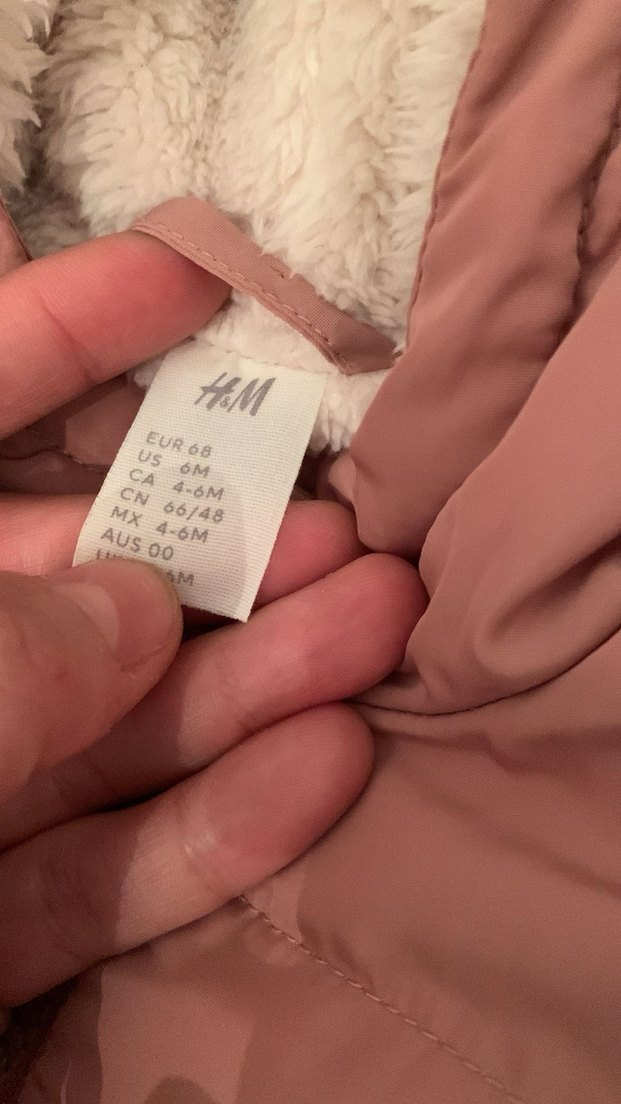 H&M
EUR 68
US 6M
CA 4-6M
CN 66/48
MX 4-6M
AUS 00